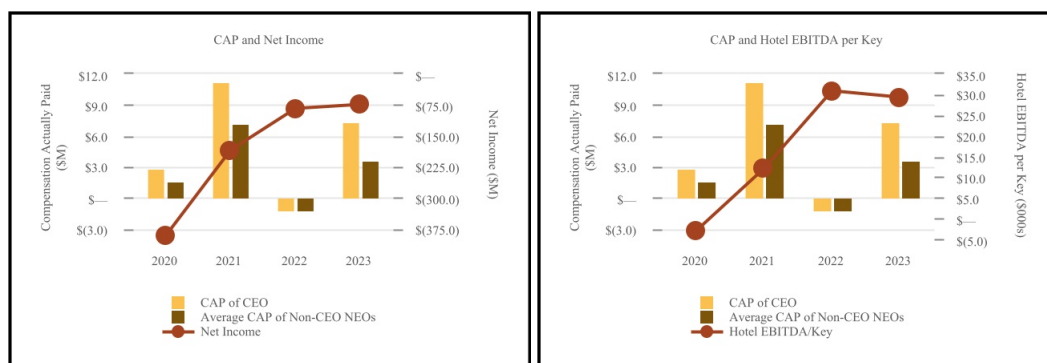 CAP and Net Income
Compensation Actually Paid
($M)
$12.0
$9.0
$6.0
$3.0
$—
$(3.0)
$—
$(75.0)
$(150.0)
$(225.0)
$(300.0)
$(375.0)
Net Income ($M)
2020 2021 2022 2023
CAP of CEO
Average CAP of Non-CEO NEOs
Net Income
CAP and Hotel EBITDA per Key
Compensation Actually Paid
($M)
$12.0
$9.0
$6.0
$3.0
$—
$(3.0)
$35.0
$30.0
$25.0
$20.0
$15.0
$10.0
$5.0
$—
$(5.0)
Hotel EBITDA
per Key ($000s)
2020 2021 2022 2023
CAP of CEO
Average CAP of Non-CEO NEOs
Hotel EBITDA/Key